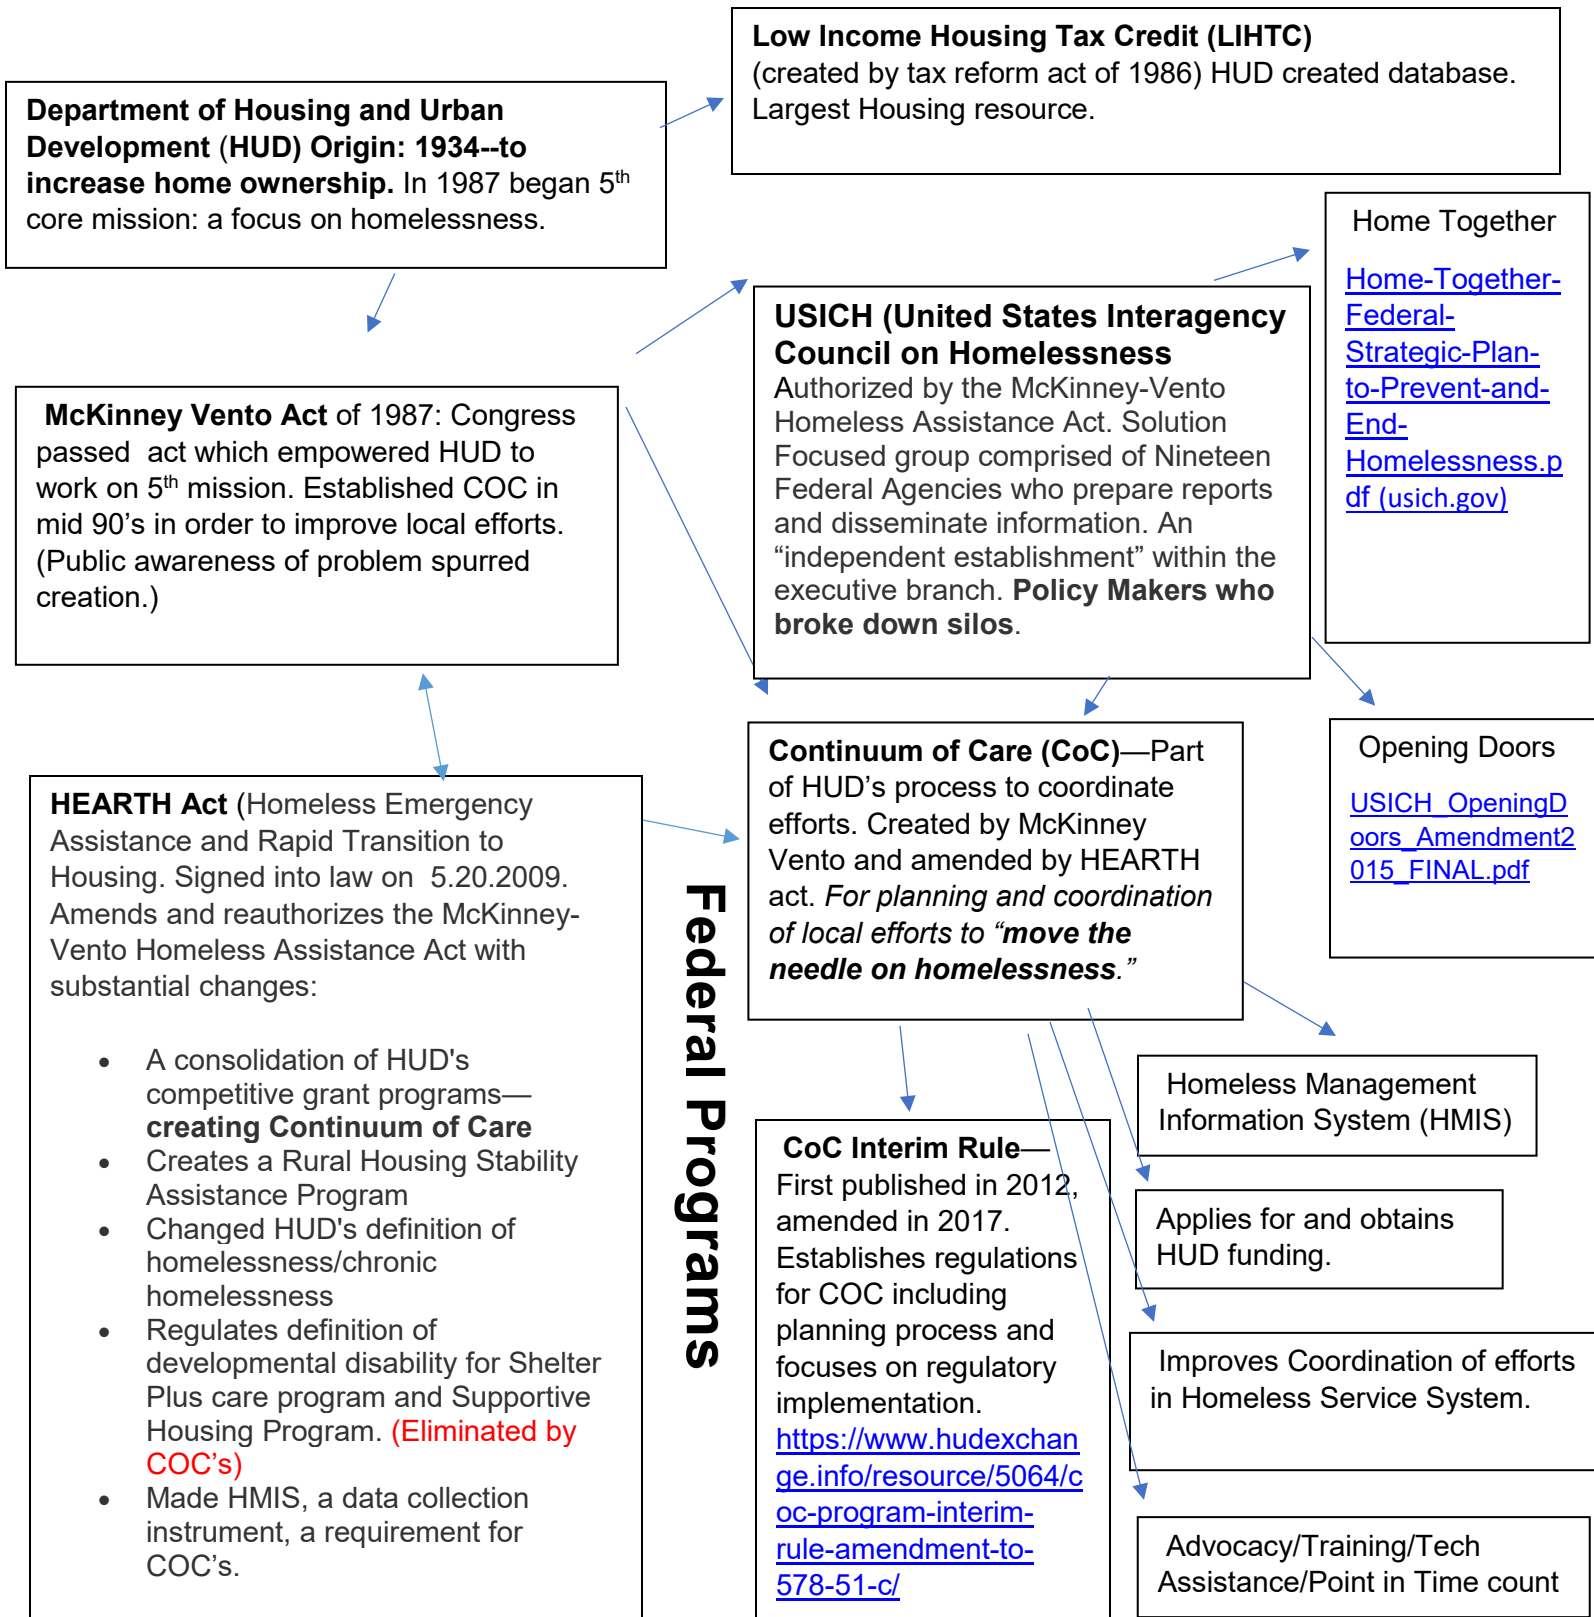 Low Income Housing Tax Credit (LIHTC)
(created by tax reform act of 1986) HUD created database.
Largest Housing resource.
Department of Housing and Urban
Development (HUD) Origin: 1934--to
increase home ownership. In 1987 began 5th
core mission: a focus on homelessness.
Home Together
Home-Together-
Federal-
Strategic-Plan-
to-Prevent-and-
End-
Homelessness.p
df (usich.gov)
USICH (United States Interagency
Council on Homelessness
Authorized by the McKinney-Vento
Homeless Assistance Act. Solution
Focused group comprised of Nineteen
Federal Agencies who prepare reports
and disseminate information. An
“independent establishment” within the
executive branch. Policy Makers who
broke down silos.
McKinney Vento Act of 1987: Congress
passed  act which empowered HUD to
work on 5th mission. Established COC in
mid 90’s in order to improve local efforts.
(Public awareness of problem spurred
creation.)
Opening Doors
USICH_OpeningD
oors_Amendment2
015_FINAL.pdf
Continuum of Care (CoC)—Part
of HUD’s process to coordinate
efforts. Created by McKinney
Vento and amended by HEARTH
act. For planning and coordination
of local efforts to “move the
needle on homelessness.”
HEARTH Act (Homeless Emergency
Assistance and Rapid Transition to
Housing. Signed into law on  5.20.2009.
Amends and reauthorizes the McKinney-
Vento Homeless Assistance Act with
substantial changes:
• A consolidation of HUD's
competitive grant programs—
creating Continuum of Care
• Creates a Rural Housing Stability
Assistance Program
• Changed HUD's definition of
homelessness/chronic
homelessness
• Regulates definition of
developmental disability for Shelter
Plus care program and Supportive
Housing Program. (Eliminated by
COC’s)
• Made HMIS, a data collection
instrument, a requirement for
COC’s.
Federal Programs
CoC Interim Rule—
First published in 2012,
amended in 2017.
Establishes regulations
for COC including
planning process and
focuses on regulatory
implementation.
https://www.hudexchan
ge.info/resource/5064/c
oc-program-interim-
rule-amendment-to-
578-51-c/
Homeless Management
Information System (HMIS)
Applies for and obtains
HUD funding.
Improves Coordination of efforts
in Homeless Service System.
Advocacy/Training/Tech
Assistance/Point in Time count